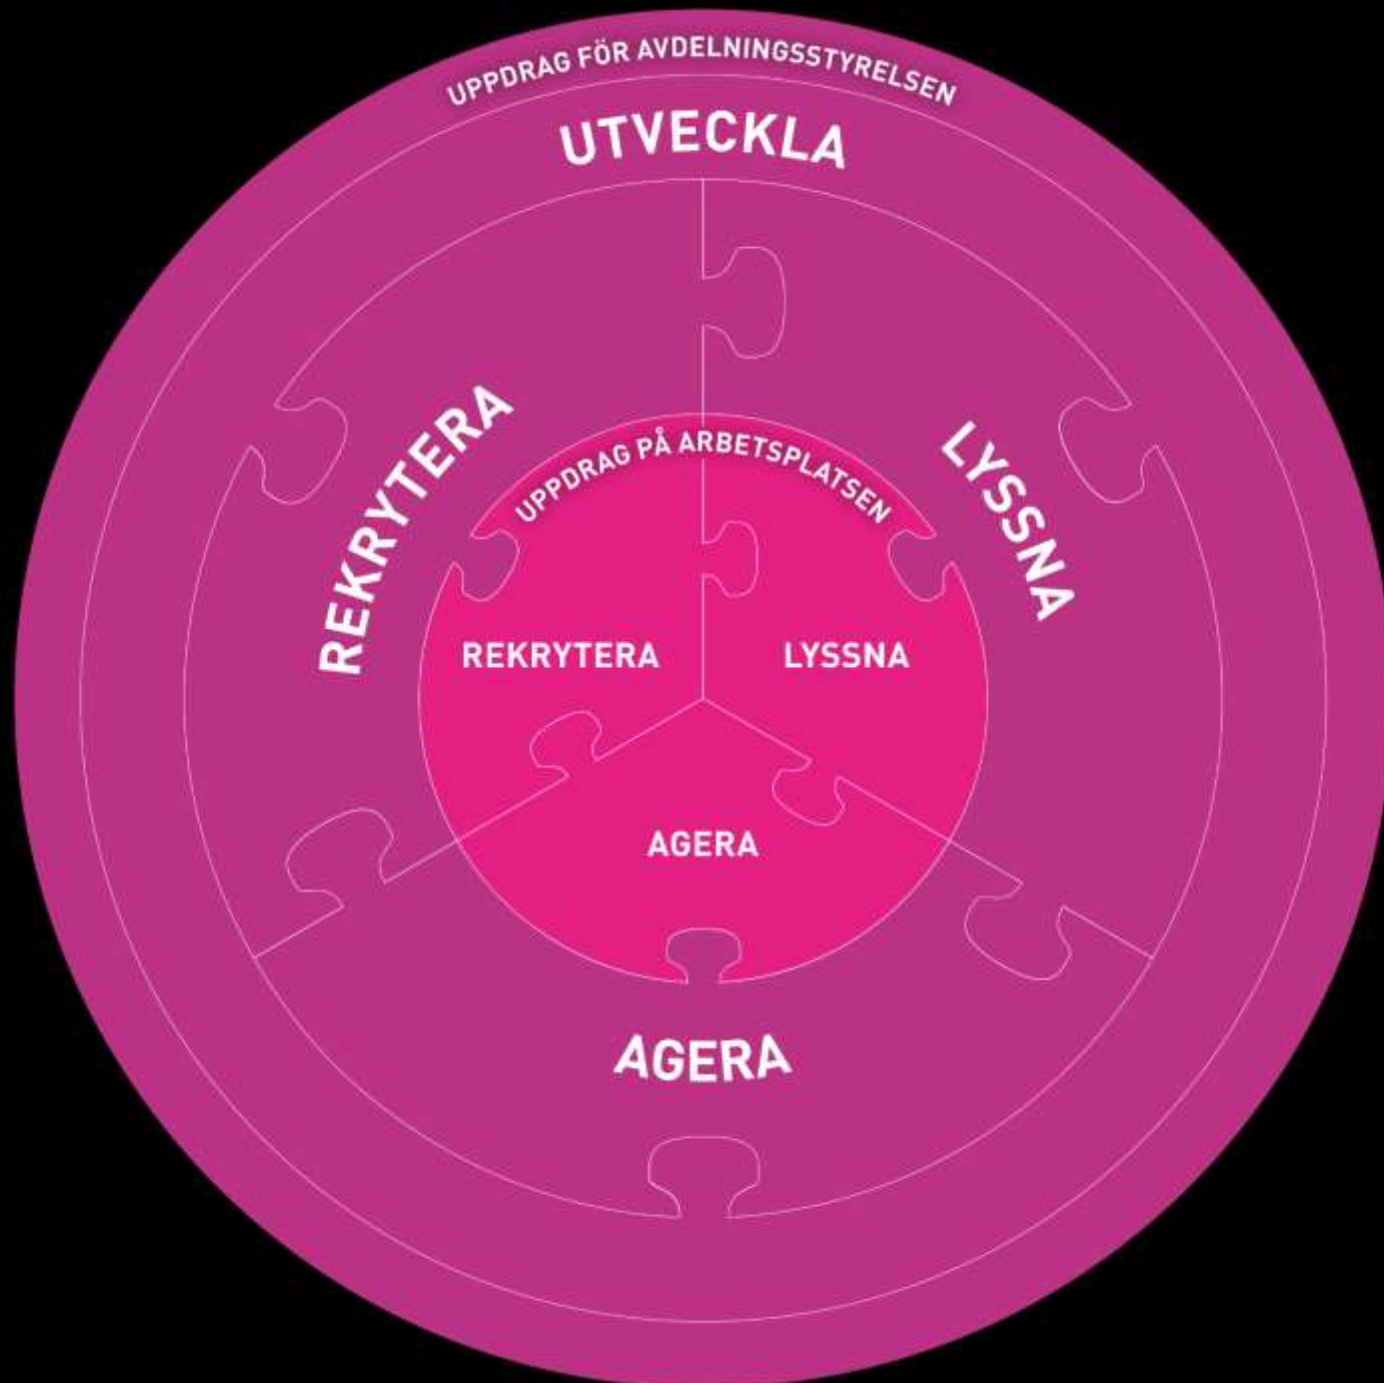 UPPDRAG FÖR AVDELNINGSSTYRELSEN
UTVECKLA
REKRYTERA
LYSSNA
UPPDRAG PÅ ARBETSPLATSEN
REKRYTERA
LYSSNA
AGERA
AGERA